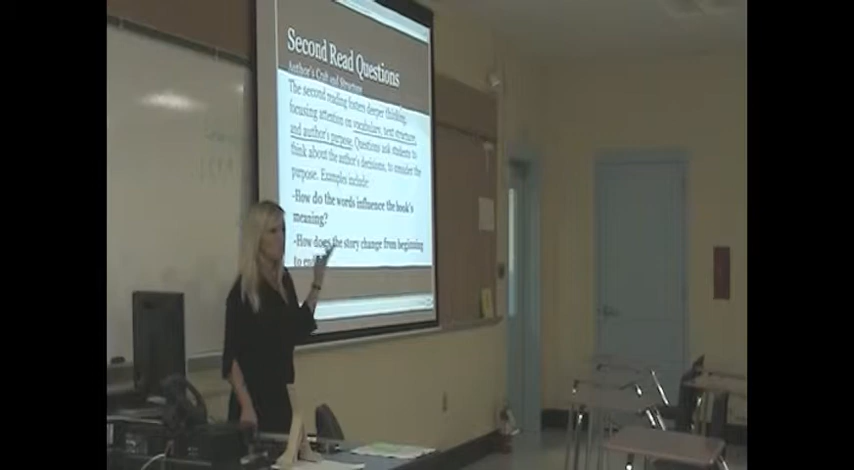 Second Read Questions
Author's Craft and Structure
The second reading fosters deeper thinking,
focusing attention on vocabulary, text structure,
and author's purpose. Questions ask students to
think about the author's decisions, to consider the
purpose. Examples include:
-How do the words influence the book's
meaning?
-How does the story change from beginning
to end